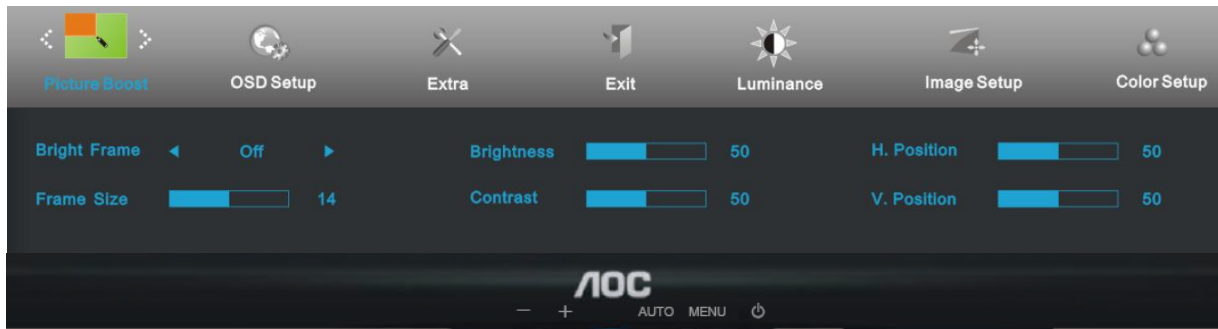 Picture Boost OSD Setup Extra Exit Luminance Image Setup Color Setup
Bright Frame Off Brightness 50 H. Position 50
Frame Size 14 Contrast 50 V. Position 50
AOC
- + AUTO MENU